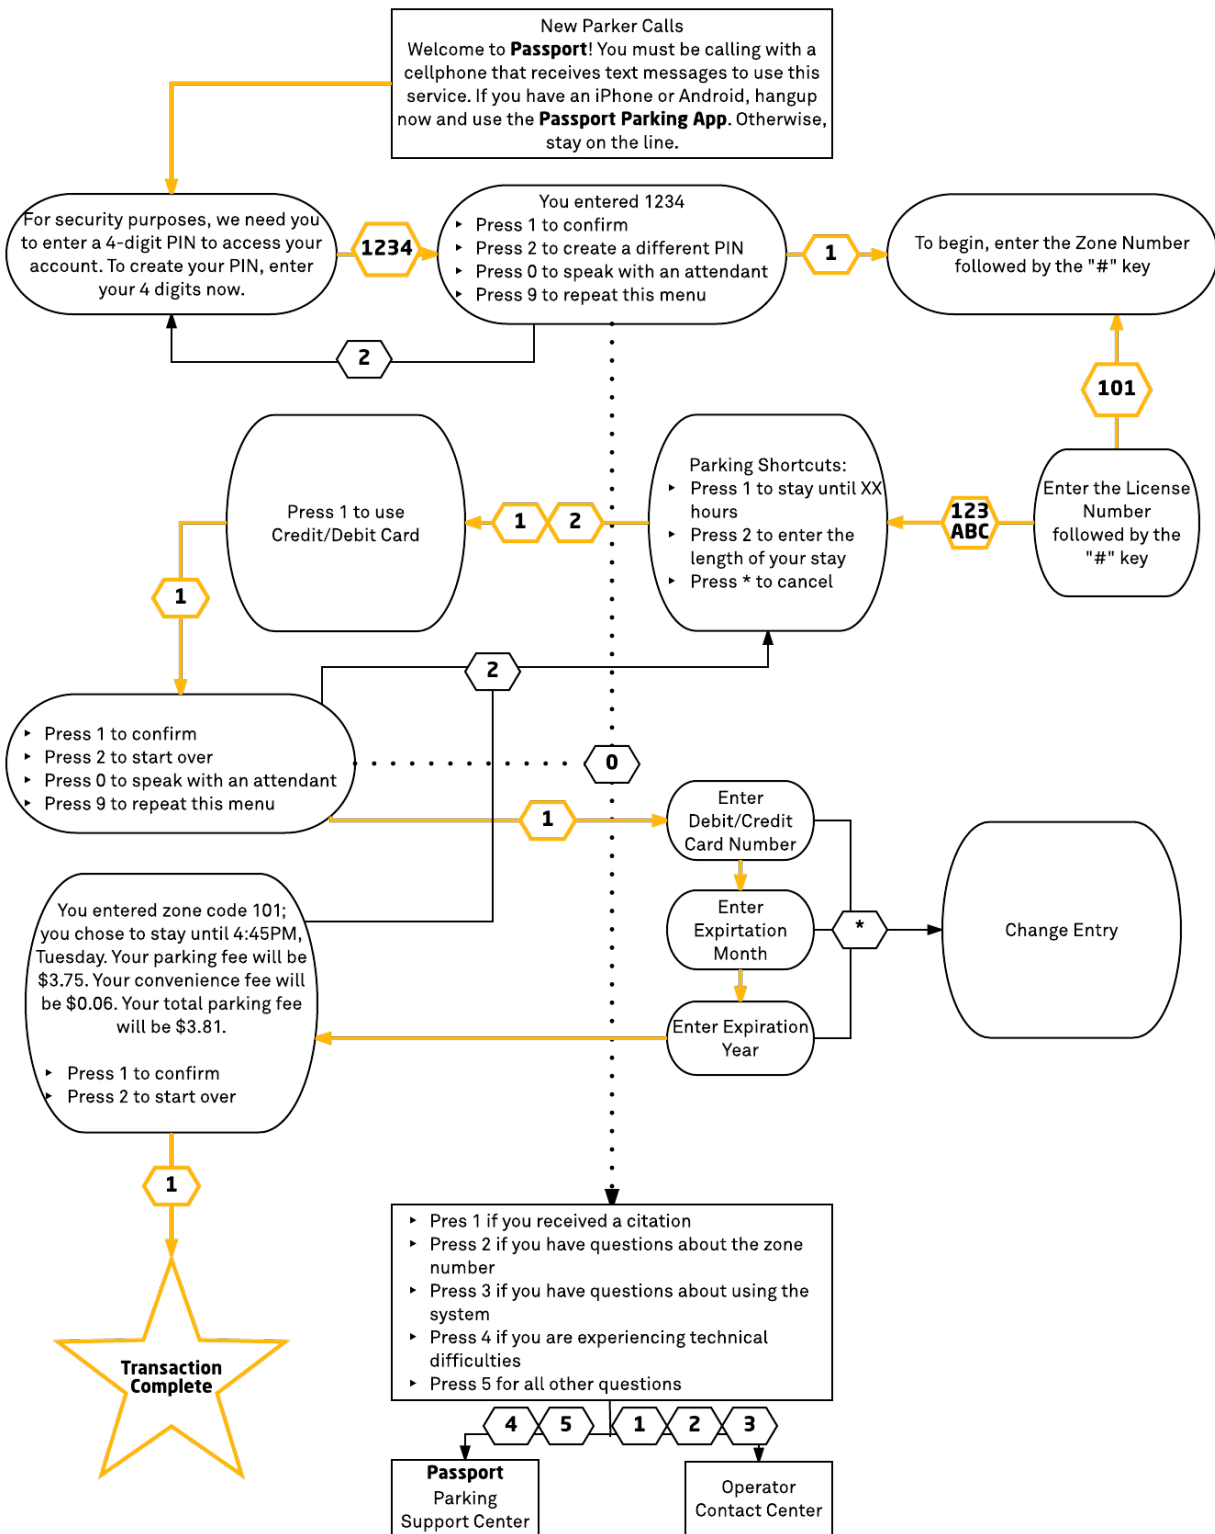 New Parker Calls
Welcome to Passport! You must be calling with a
cellphone that receives text messages to use this
service. If you have an iPhone or Android, hangup
now and use the Passport Parking App. Otherwise,
stay on the line.
For security purposes, we need you
to enter a 4-digit PIN to access your
account. To create your PIN, enter
your 4 digits now.
1234
You entered 1234
‣ Press 1 to confirm
‣ Press 2 to create a different PIN
‣ Press 0 to speak with an attendant
‣ Press 9 to repeat this menu
1
To begin, enter the Zone Number
followed by the "#" key
2
101
Press 1 to use
Credit/Debit Card
1
2
Parking Shortcuts:
‣ Press 1 to stay until XX
hours
‣ Press 2 to enter the
length of your stay
‣ Press * to cancel
123
ABC
Enter the License
Number
followed by the
"#" key
1
2
‣ Press 1 to confirm
‣ Press 2 to start over
‣ Press 0 to speak with an attendant
‣ Press 9 to repeat this menu
0
1
Enter
Debit/Credit
Card Number
Enter
Expirtation
Month
Enter Expiration
Year
*
Change Entry
You entered zone code 101;
you chose to stay until 4:45PM,
Tuesday. Your parking fee will be
$3.75. Your convenience fee will
be $0.06. Your total parking fee
will be $3.81.
‣ Press 1 to confirm
‣ Press 2 to start over
1
Transaction
Complete
‣ Pres 1 if you received a citation
‣ Press 2 if you have questions about the zone
number
‣ Press 3 if you have questions about using the
system
‣ Press 4 if you are experiencing technical
difficulties
‣ Press 5 for all other questions
4
5
1
2
3
Passport
Parking
Support Center
Operator
Contact Center